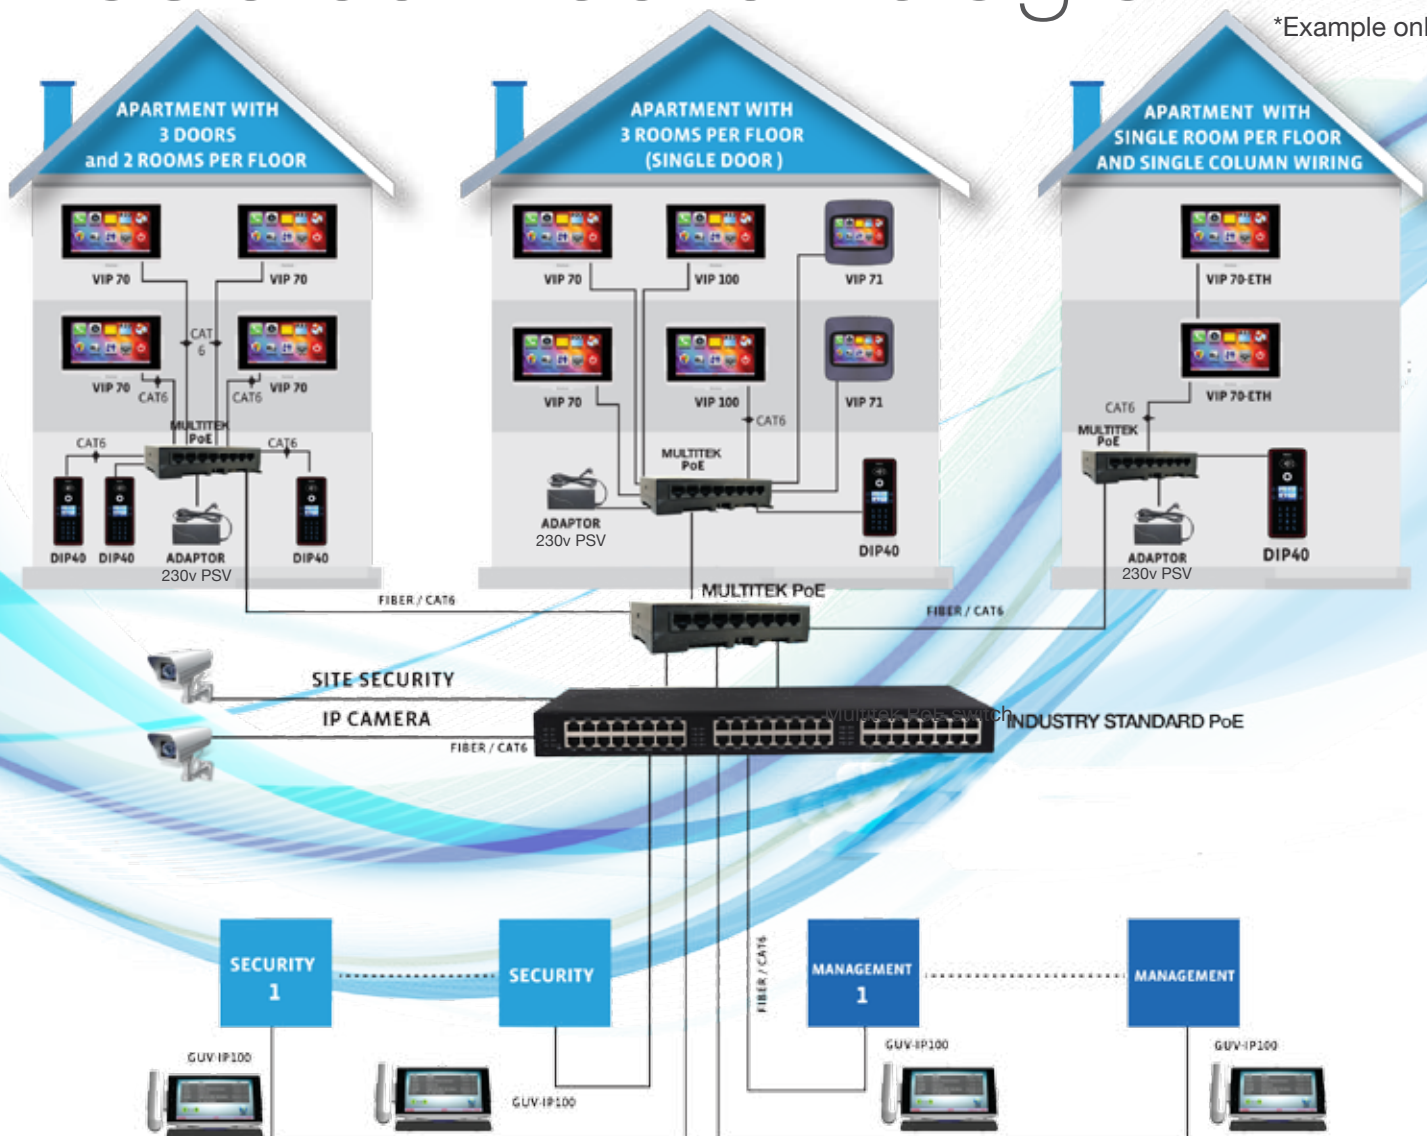 *Example onl
APARTMENT WITH
3 DOORS
and 2 ROOMS PER FLOOR
APARTMENT WITH
3 ROOMS PER FLOOR
(SINGLE DOOR )
APARTMENT WITH
SINGLE ROOM PER FLOOR
AND SINGLE COLUMN WIRING
VIP 70
VIP 70
VIP 70
VIP 100
VIP 71
VIP 70-ETH
CAT
6
VIP 70
VIP 70
CAT6
CAT6
VIP 70
VIP 100
VIP 71
VIP 70-ETH
CAT6
CAT6
MULTITEK
PoE
CAT6
CAT6
MULTITEK
PoE
MULTITEK
PoE
DIP40
DIP40
ADAPTOR
230v PSV
DIP40
ADAPTOR
230v PSV
DIP40
ADAPTOR
230v PSV
DIP40
FIBER / CAT6
MULTITEK PoE
FIBER / CAT6
SITE SECURITY
IP CAMERA
FIBER / CAT6
Multitek PoE switch
INDUSTRY STANDARD PoE
SECURITY
1
SECURITY
FIBER / CAT6
MANAGEMENT
1
MANAGEMENT
GUV-IP100
GUV-IP100
GUV-IP100
GUV-IP100